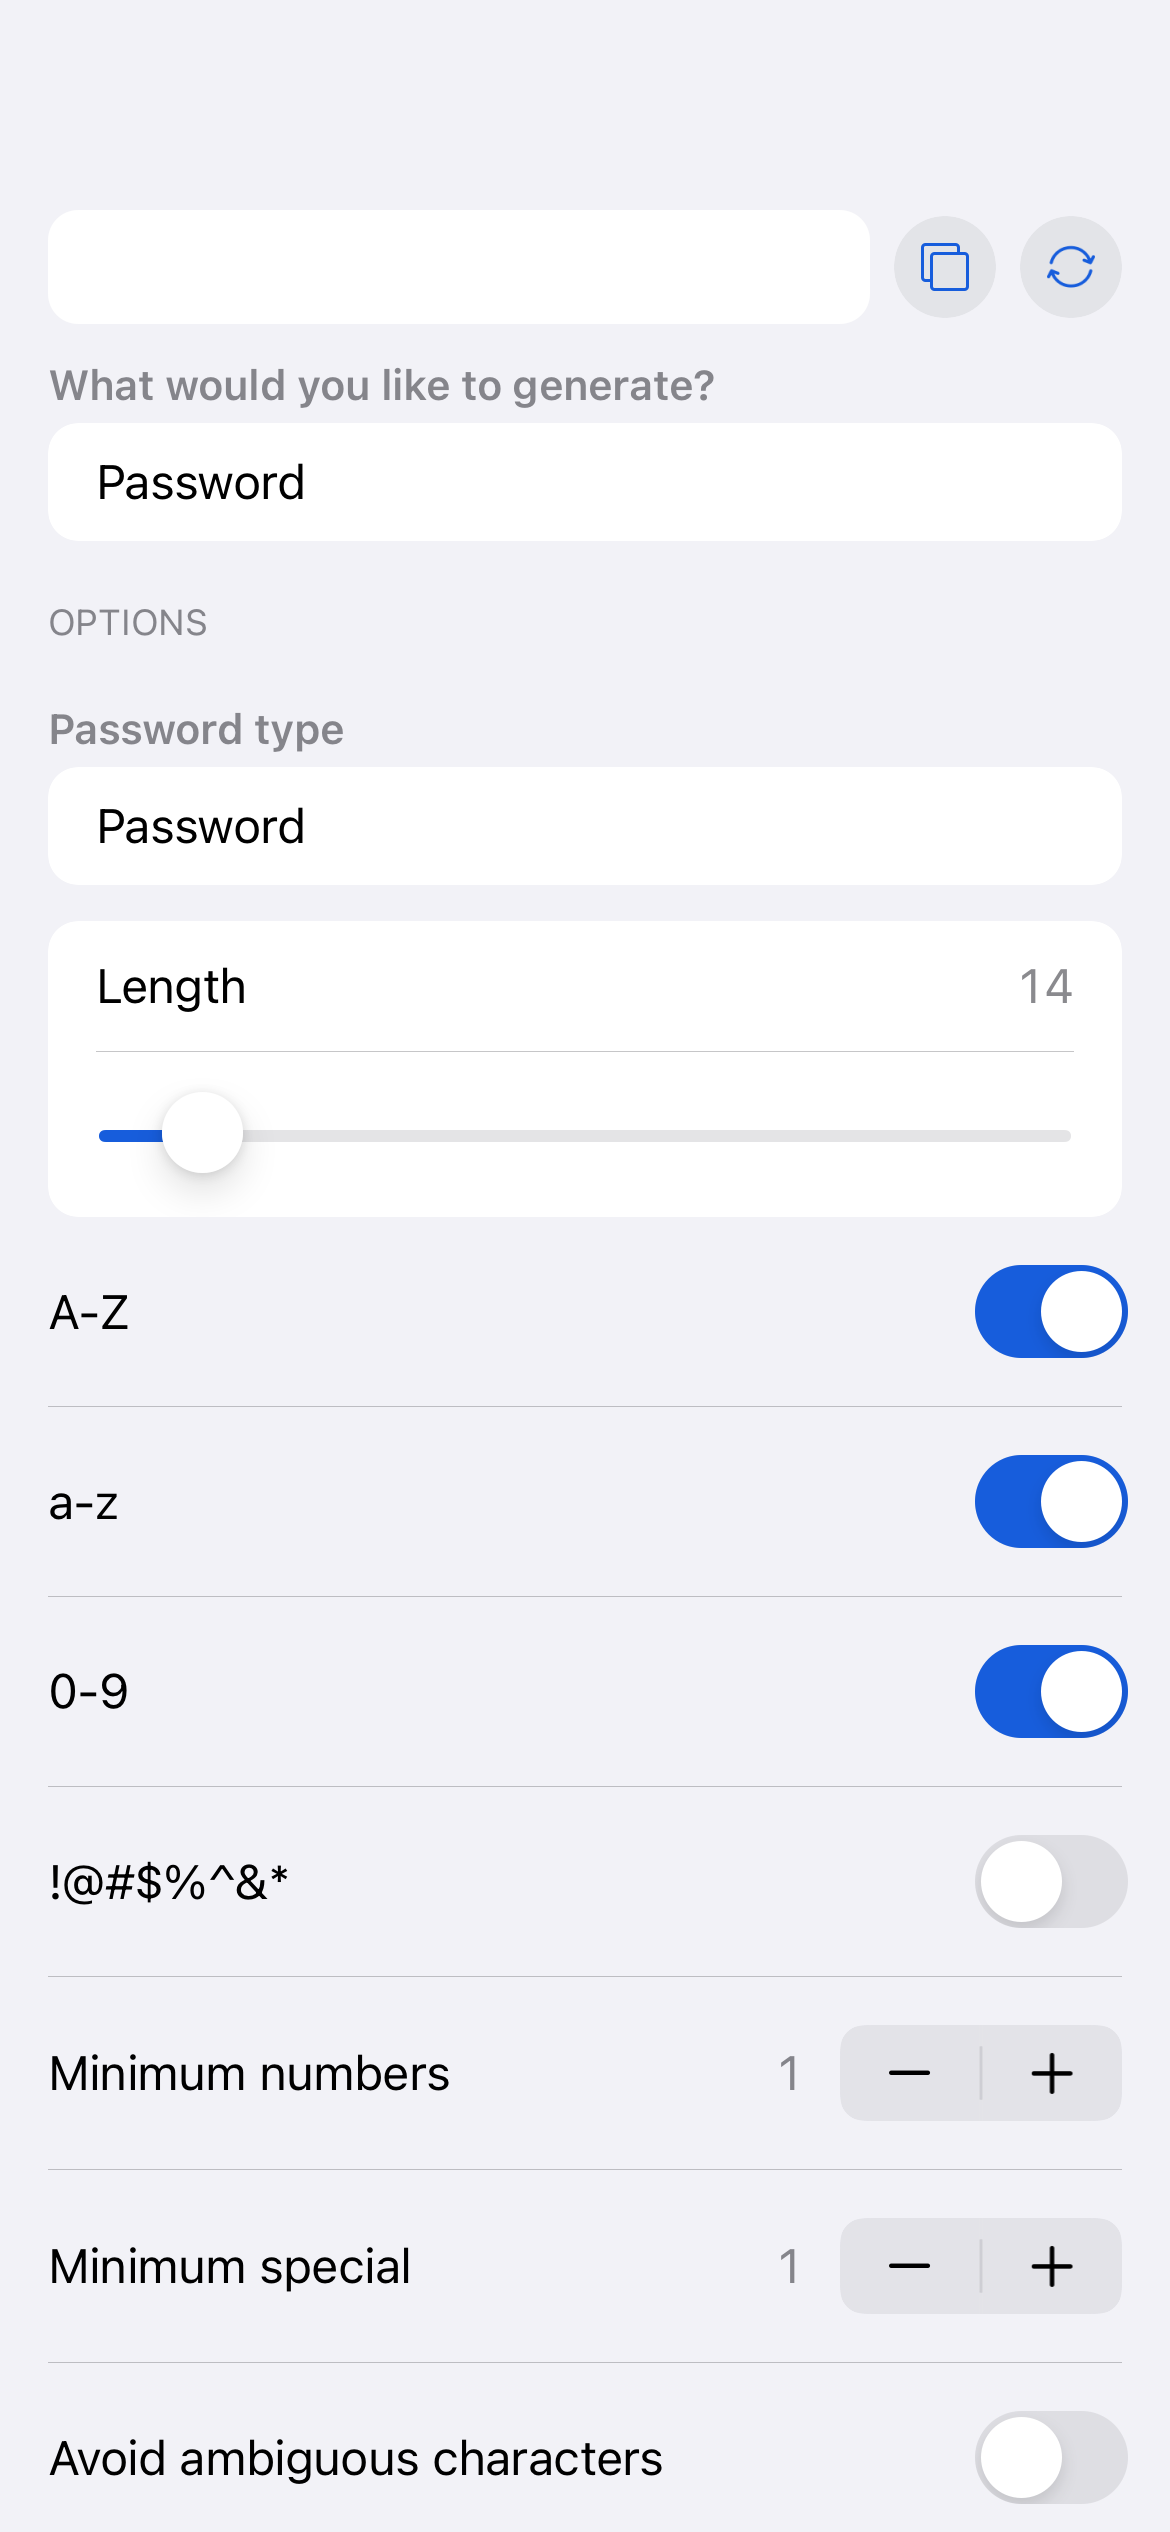 What would you like to generate?
Password
OPTIONS
Password type
Password
Length 14
A-Z
a-z
0-9
!@#$%^&*
Minimum numbers 1
Minimum special 1
Avoid ambiguous characters